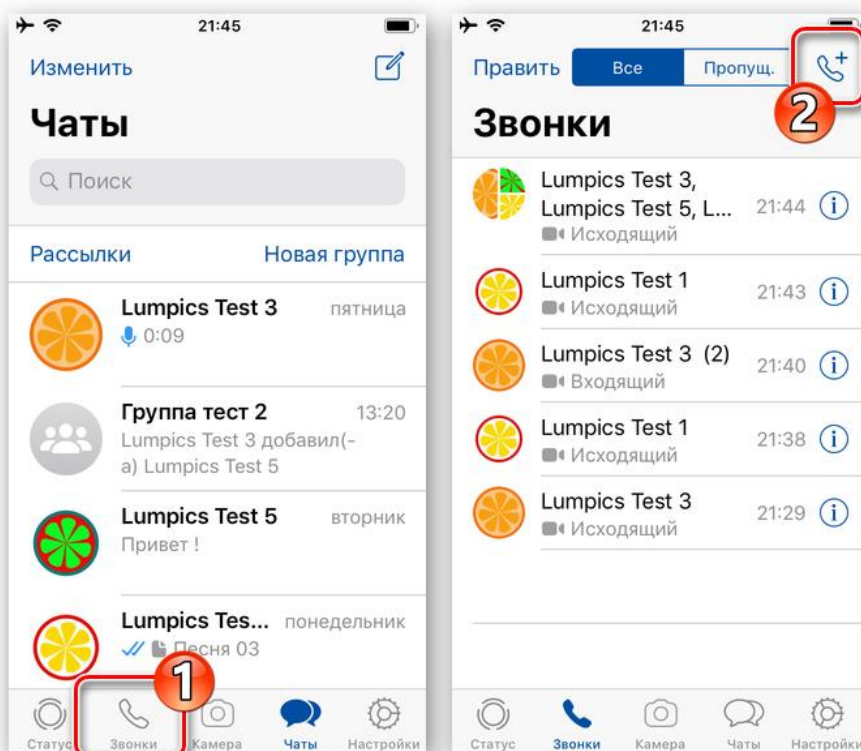 21:45
Изменить
Чаты
Поиск
Рассылки
Новая группа
Lumpics Test 3
пятница
0:09
Группа тест 2
13:20
Lumpics Test 3 добавил(-
а) Lumpics Test 5
Lumpics Test 5
вторник
Привет !
Lumpics Tes...
понедельник
Песня 03
1
Статус
Звонки
Камера
Чаты
Настройки
21:45
Править
Все
Пропущ.
2
Звонки
Lumpics Test 3,
Lumpics Test 5, L...
21:44
Исходящий
Lumpics Test 1
21:43
Исходящий
Lumpics Test 3 (2)
21:40
Входящий
Lumpics Test 1
21:38
Исходящий
Lumpics Test 3
21:29
Исходящий
Статус
Звонки
Камера
Чаты
Настройки